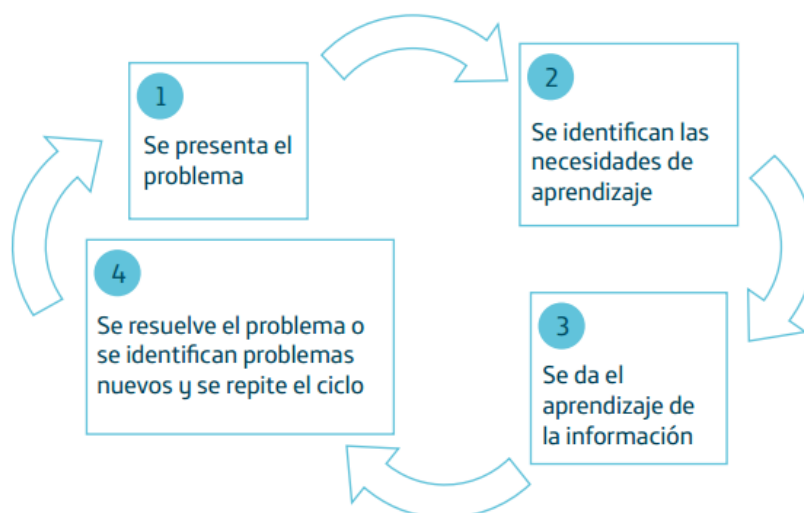 1
Se presenta el
problema
2
Se identifican las
necesidades de
aprendizaje
3
Se da el
aprendizaje de
la información
4
Se resuelve el problema o
se identifican problemas
nuevos y se repite el ciclo